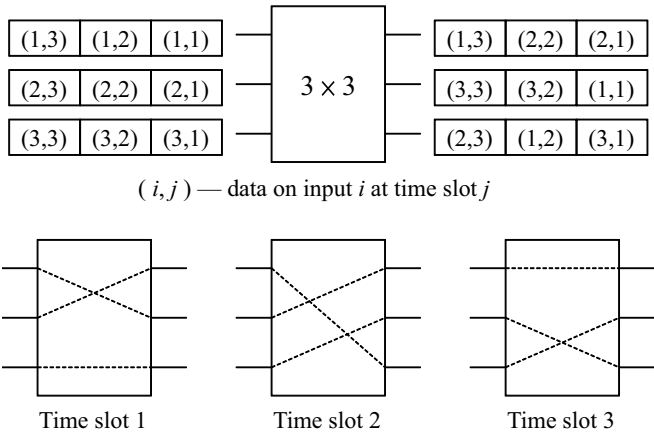 (1,3) (1,2) (1,1) (1,3) (2,2) (2,1)
(2,3) (2,2) (2,1) 3 × 3 (3,3) (3,2) (1,1)
(3,3) (3,2) (3,1) (2,3) (1,2) (3,1)
( i, j ) — data on input i at time slot j
Time slot 1 Time slot 2 Time slot 3